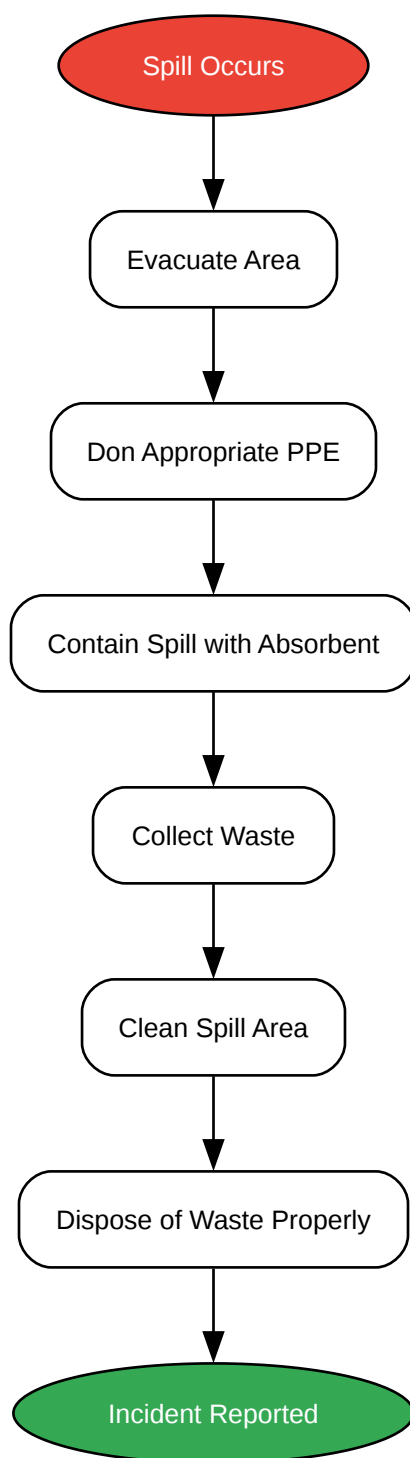 Spill Occurs
Evacuate Area
Don Appropriate PPE
Contain Spill with Absorbent
Collect Waste
Clean Spill Area
Dispose of Waste Properly
Incident Reported